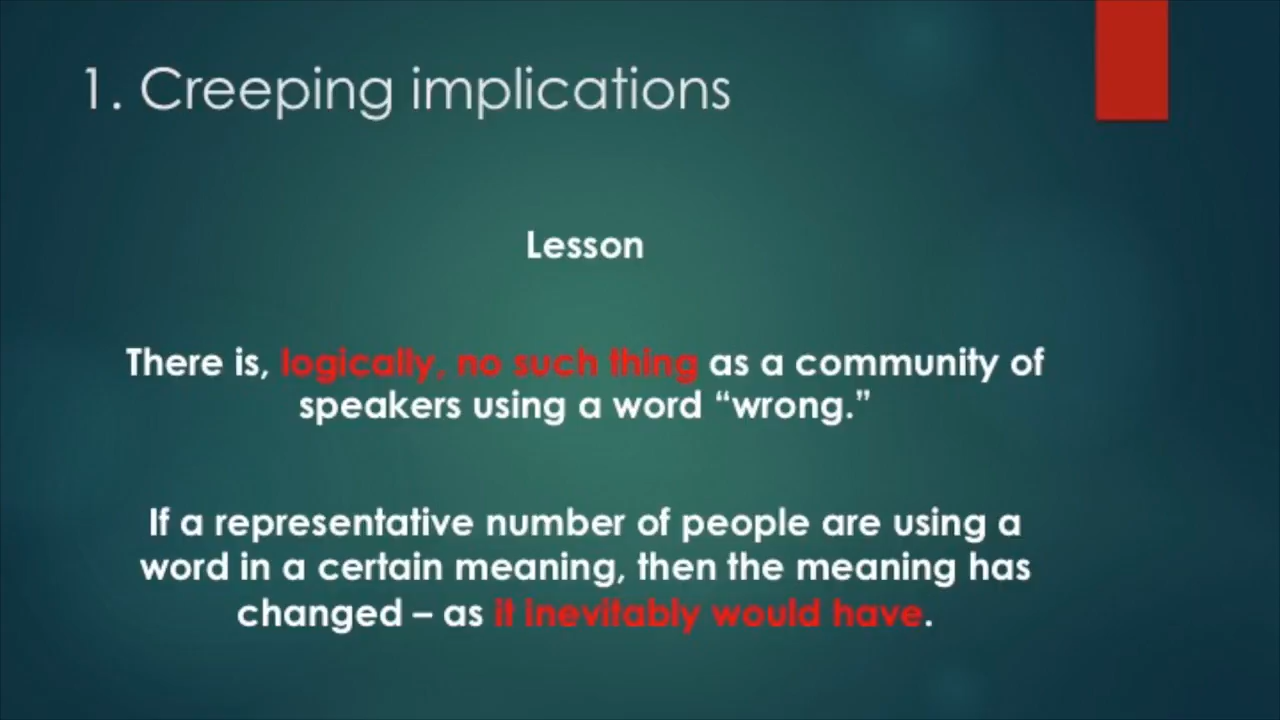 1. Creeping implications
Lesson
There is, logically, no such thing as a community of
speakers using a word “wrong.”
If a representative number of people are using a
word in a certain meaning, then the meaning has
changed – as it inevitably would have.